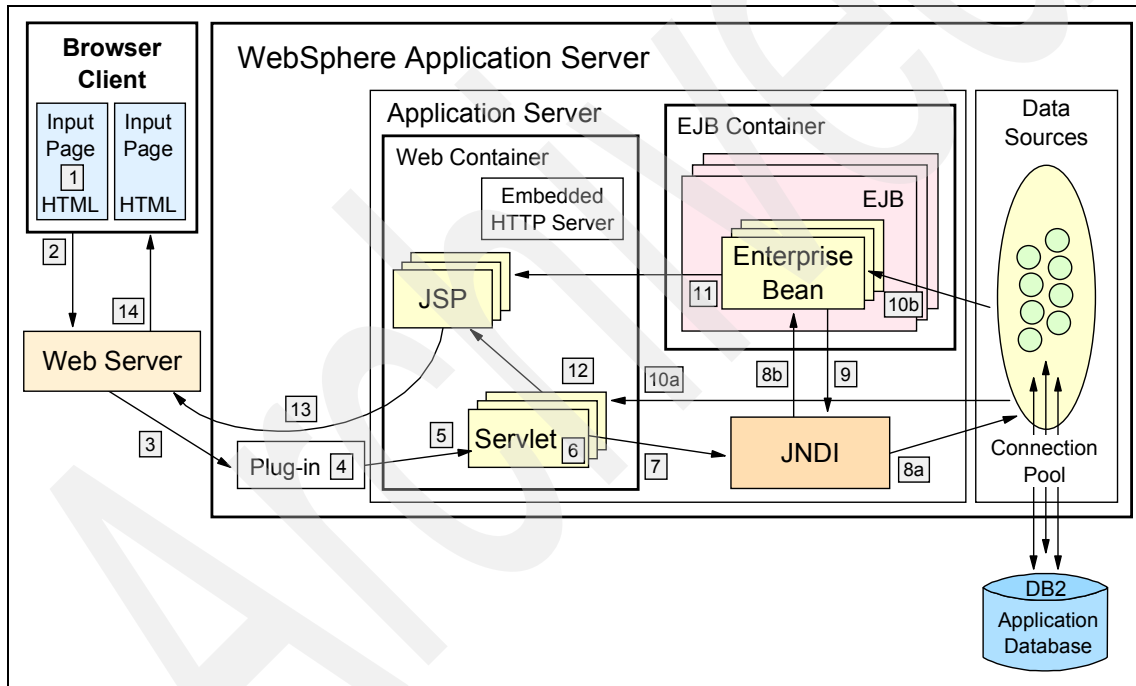 Browser
Client
Input
Page
1
HTML
Input
Page
HTML
2
14
Web Server
3
13
WebSphere Application Server
Plug-in
4
Application Server
Web Container
Embedded
HTTP Server
JSP
12
5
Servlet
6
7
EJB Container
EJB
Enterprise
Bean
11
10b
8b
9
10a
JNDI
8a
Data
Sources
Connection
Pool
DB2
Application
Database
Archived